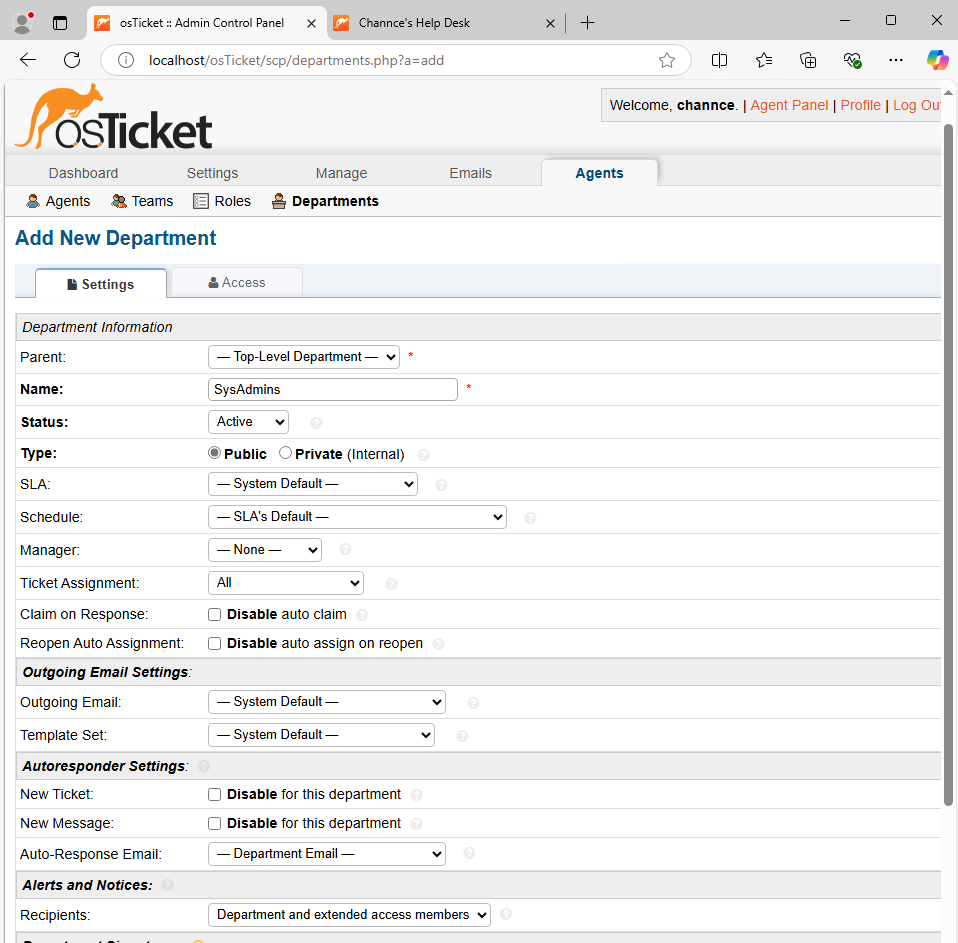 osTicket :: Admin Control Panel
Channce's Help Desk
localhost/osTicket/scp/departments.php?a=add
osTicket
Welcome, channce. | Agent Panel | Profile | Log Ou
Dashboard Settings Manage Emails Agents
Agents Teams Roles Departments
Add New Department
Settings Access
Department Information
Parent: — Top-Level Department — *
Name: SysAdmins *
Status: Active ?
Type: Public Private (Internal) ?
SLA: — System Default — ?
Schedule: — SLA's Default — ?
Manager: — None — ?
Ticket Assignment: All ?
Claim on Response: Disable auto claim ?
Reopen Auto Assignment: Disable auto assign on reopen ?
Outgoing Email Settings:
Outgoing Email: — System Default — ?
Template Set: — System Default — ?
Autoresponder Settings: ?
New Ticket: Disable for this department ?
New Message: Disable for this department ?
Auto-Response Email: — Department Email — ?
Alerts and Notices: ?
Recipients: Department and extended access members ?